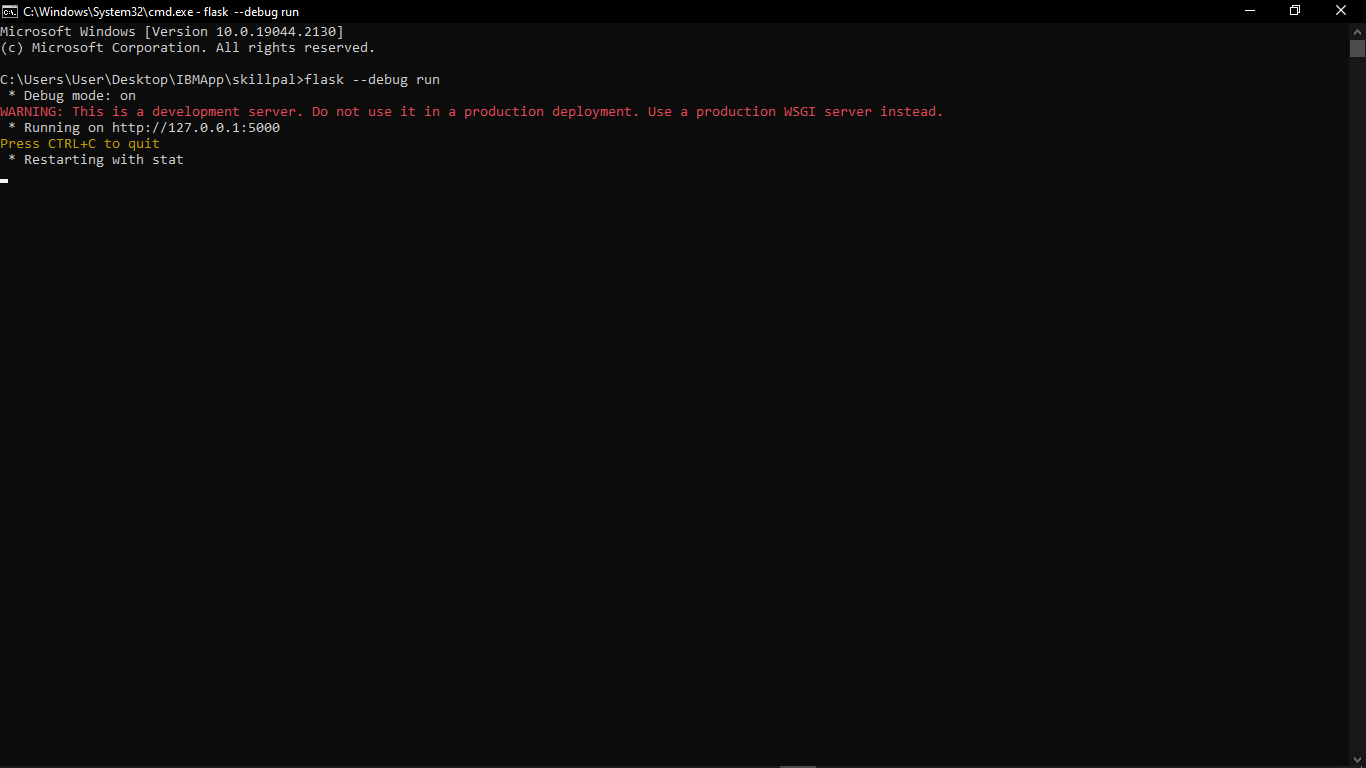 C:\Windows\System32\cmd.exe - flask  --debug run
Microsoft Windows [Version 10.0.19044.2130]
(c) Microsoft Corporation. All rights reserved.
C:\Users\User\Desktop\IBMApp\skillpal>flask --debug run
 * Debug mode: on
WARNING: This is a development server. Do not use it in a production deployment. Use a production WSGI server instead.
 * Running on http://127.0.0.1:5000
Press CTRL+C to quit
 * Restarting with stat